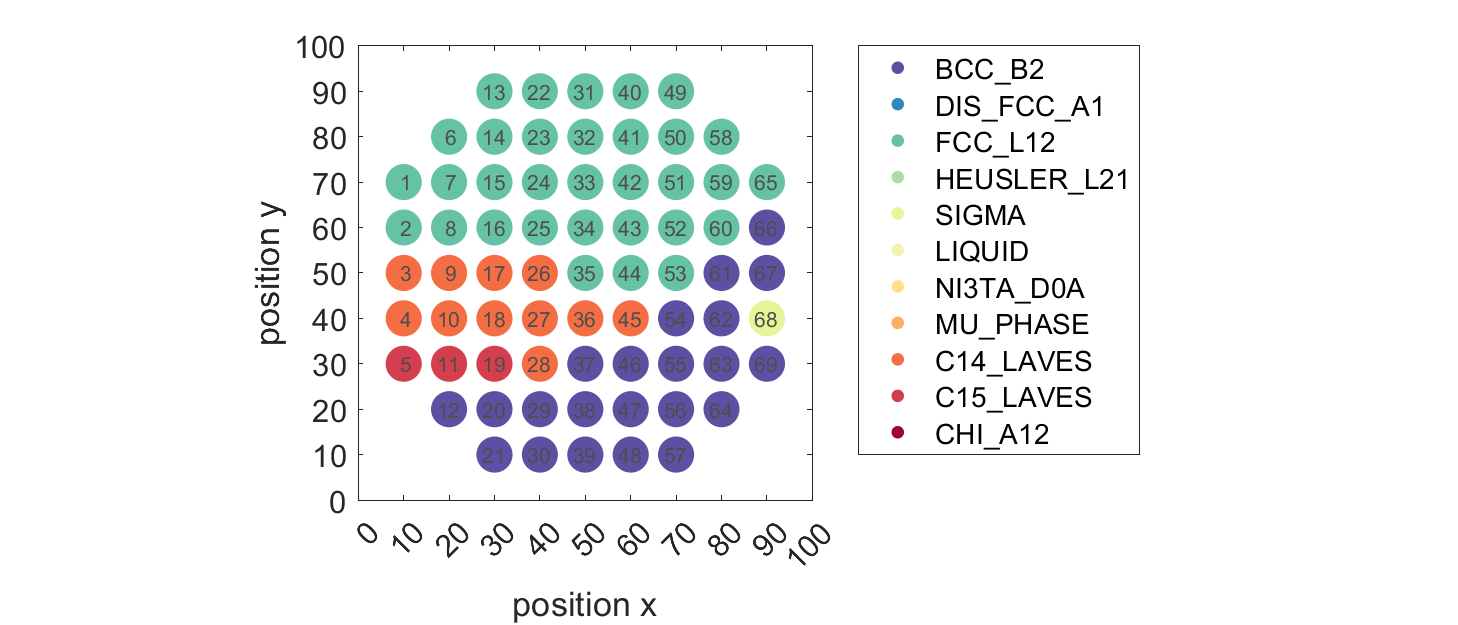 100
90
80
70
60
50
40
30
20
10
0
position y
13 22 31 40 49
6 14 23 32 41 50 58
1 7 15 24 33 42 51 59 65
2 8 16 25 34 43 52 60 66
3 9 17 26 35 44 53 61 67
4 10 18 27 36 45 54 62 68
5 11 19 28 37 46 55 63 69
12 20 29 38 47 56 64
21 30 39 48 57
0 10 20 30 40 50 60 70 80 90 100
position x
BCC_B2
DIS_FCC_A1
FCC_L12
HEUSLER_L21
SIGMA
LIQUID
NI3TA_D0A
MU_PHASE
C14_LAVES
C15_LAVES
CHI_A12